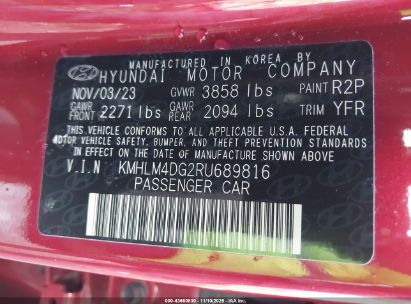 MANUFACTURED IN KOREA BY
HYUNDAI MOTOR COMPANY
NOV/03/23 GVWR 3858 lbs PAINT R2P
GAWR FRONT 2271 lbs GAWR REAR 2094 lbs TRIM YFR
THIS VEHICLE CONFORMS TO ALL APPLICABLE U.S.A. FEDERAL
MOTOR VEHICLE SAFETY, BUMPER, AND THEFT PREVENTION
STANDARDS IN EFFECT ON THE DATE OF MANUFACTURE SHOWN ABOVE.
V.I.N KMHLM4DG2RU689816
PASSENGER CAR